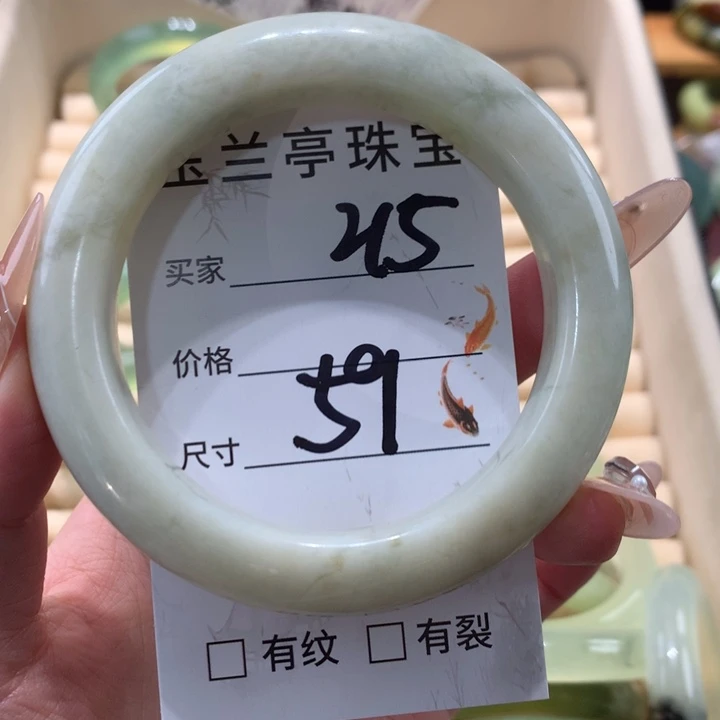 玉兰亭珠宝
买家 45
价格
尺寸 59
有纹 有裂